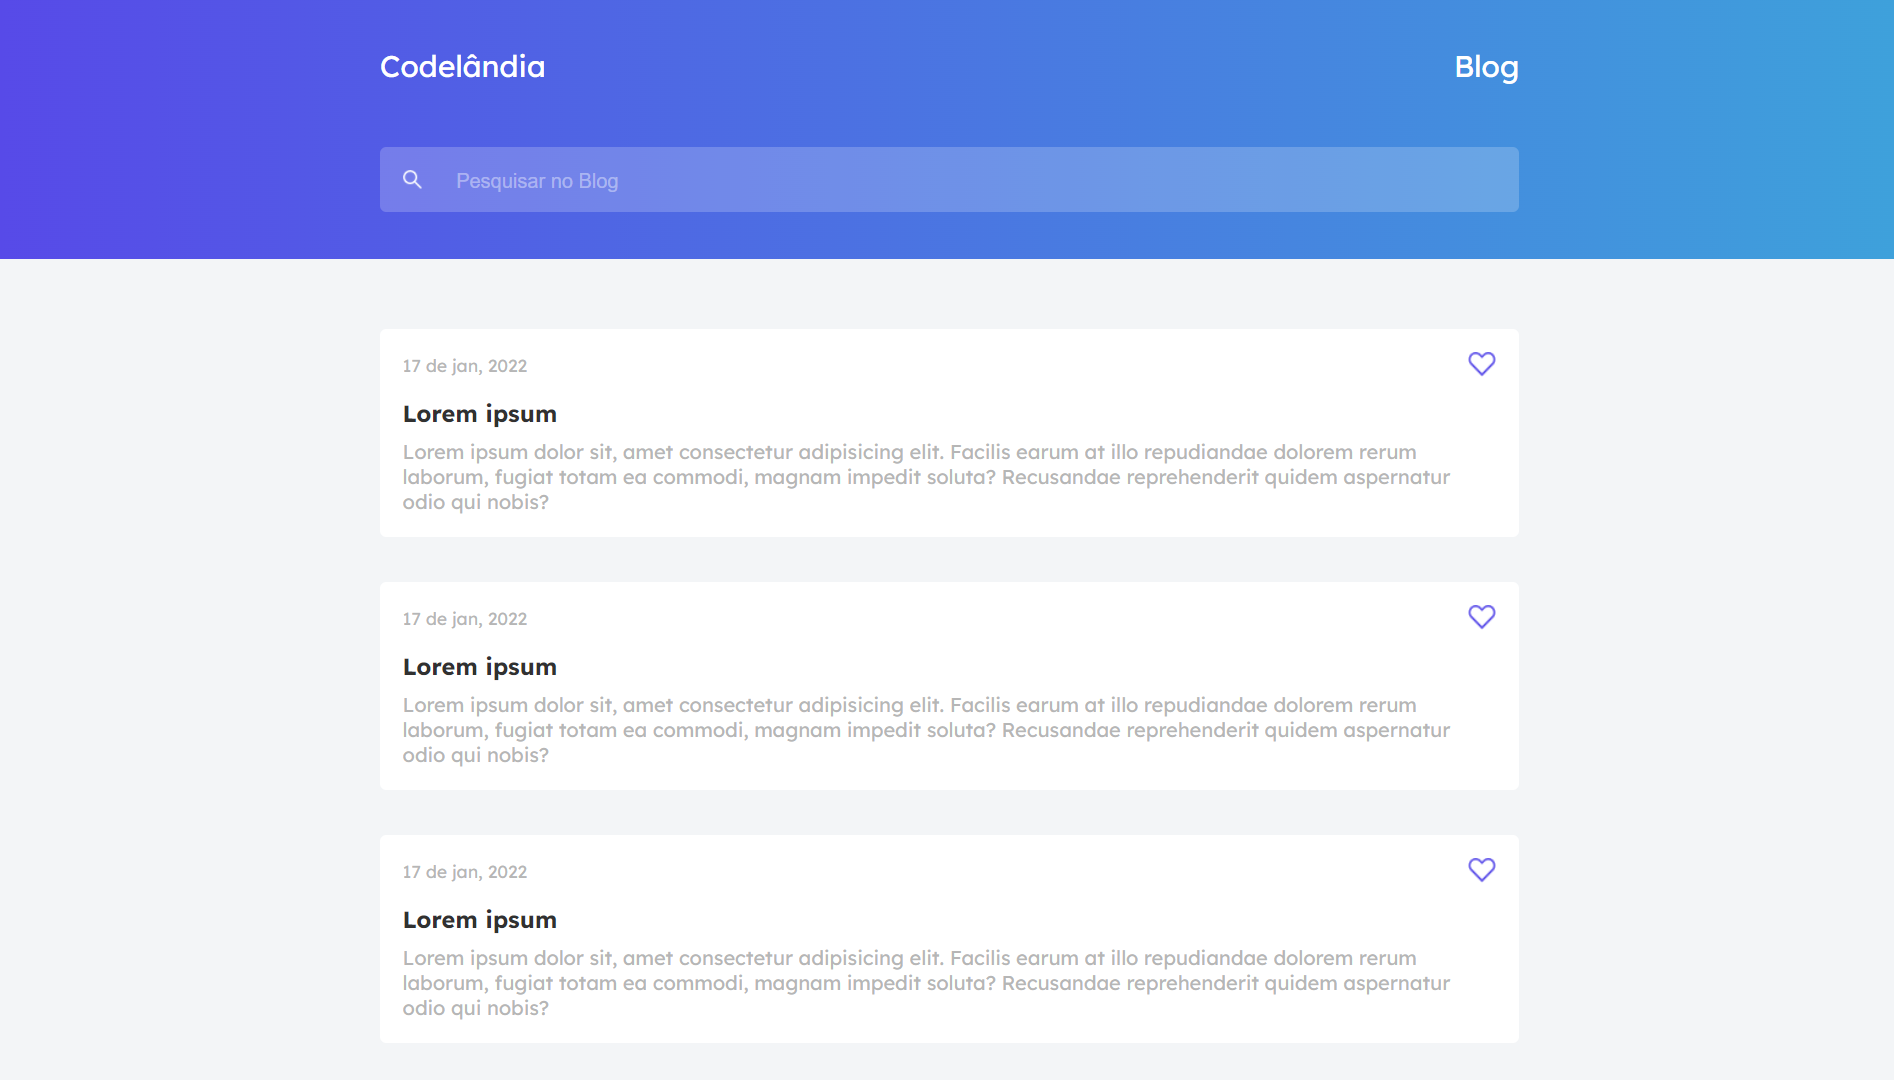 Codelândia
Blog
Pesquisar no Blog
17 de jan, 2022
Lorem ipsum
Lorem ipsum dolor sit, amet consectetur adipisicing elit. Facilis earum at illo repudiandae dolorem rerum
laborum, fugiat totam ea commodi, magnam impedit soluta? Recusandae reprehenderit quidem aspernatur
odio qui nobis?
17 de jan, 2022
Lorem ipsum
Lorem ipsum dolor sit, amet consectetur adipisicing elit. Facilis earum at illo repudiandae dolorem rerum
laborum, fugiat totam ea commodi, magnam impedit soluta? Recusandae reprehenderit quidem aspernatur
odio qui nobis?
17 de jan, 2022
Lorem ipsum
Lorem ipsum dolor sit, amet consectetur adipisicing elit. Facilis earum at illo repudiandae dolorem rerum
laborum, fugiat totam ea commodi, magnam impedit soluta? Recusandae reprehenderit quidem aspernatur
odio qui nobis?